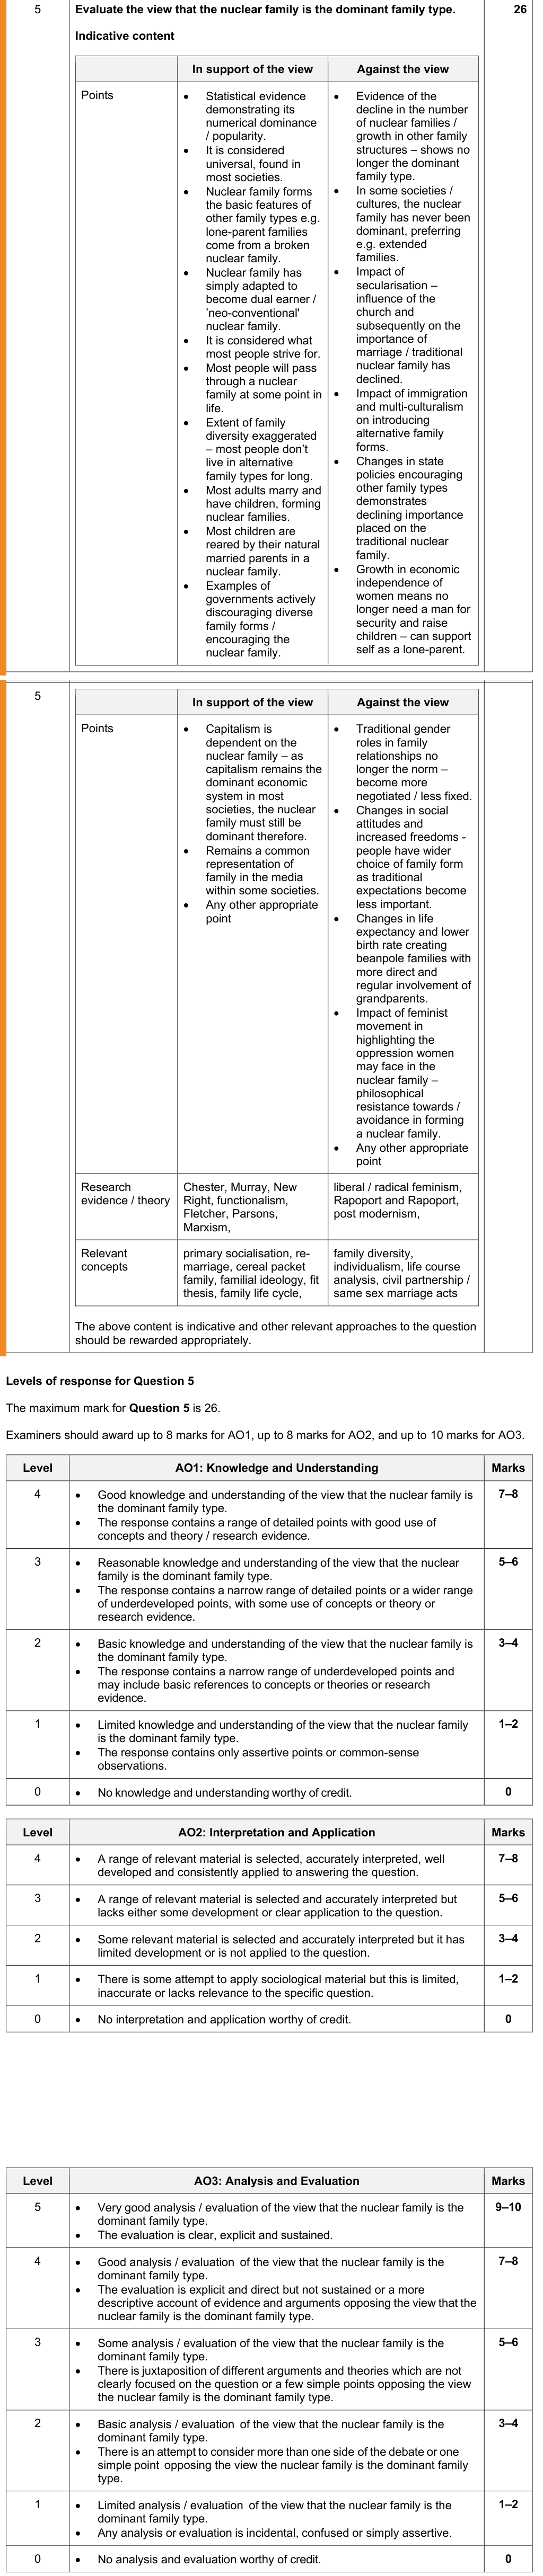 5 Evaluate the view that the nuclear family is the dominant family type. 26
Indicative content
In support of the view Against the view
Points
• Statistical evidence
demonstrating its
numerical dominance
/ popularity.
• It is considered
universal, found in
most societies.
• Nuclear family forms
the basic features of
other family types e.g.
lone-parent families
come from a broken
nuclear family.
• Nuclear family has
simply adapted to
become dual earner /
'neo-conventional'
nuclear family.
• It is considered what
most people strive for.
• Most people will pass
through a nuclear
family at some point in
life.
• Extent of family
diversity exaggerated
– most people don't
live in alternative
family types for long.
• Most adults marry and
have children, forming
nuclear families.
• Most children are
reared by their natural
married parents in a
nuclear family.
• Examples of
governments actively
discouraging diverse
family forms /
encouraging the
nuclear family.
• Evidence of the
decline in the number
of nuclear families /
growth in other family
structures – shows no
longer the dominant
family type.
• In some societies /
cultures, the nuclear
family has never been
dominant, preferring
e.g. extended
families.
• Impact of
secularisation –
influence of the
church and
subsequently on the
importance of
marriage / traditional
nuclear family has
declined.
• Impact of immigration
and multi-culturalism
on introducing
alternative family
forms.
• Changes in state
policies encouraging
other family types
demonstrates
declining importance
placed on the
traditional nuclear
family.
• Growth in economic
independence of
women means no
longer need a man for
security and raise
children – can support
self as a lone-parent.
5
In support of the view Against the view
Points
• Capitalism is
dependent on the
nuclear family – as
capitalism remains the
dominant economic
system in most
societies, the nuclear
family must still be
dominant therefore.
• Remains a common
representation of
family in the media
within some societies.
• Any other appropriate
point
• Traditional gender
roles in family
relationships no
longer the norm –
become more
negotiated / less fixed.
• Changes in social
attitudes and
increased freedoms -
people have wider
choice of family form
as traditional
expectations become
less important.
• Changes in life
expectancy and lower
birth rate creating
beanpole families with
more direct and
regular involvement of
grandparents.
• Impact of feminist
movement in
highlighting the
oppression women
may face in the
nuclear family –
philosophical
resistance towards /
avoidance in forming
a nuclear family.
• Any other appropriate
point
Research
evidence / theory
Chester, Murray, New
Right, functionalism,
Fletcher, Parsons,
Marxism,
liberal / radical feminism,
Rapoport and Rapoport,
post modernism,
Relevant
concepts
primary socialisation, re-
marriage, cereal packet
family, familial ideology, fit
thesis, family life cycle,
family diversity,
individualism, life course
analysis, civil partnership /
same sex marriage acts
The above content is indicative and other relevant approaches to the question
should be rewarded appropriately.
Levels of response for Question 5
The maximum mark for Question 5 is 26.
Examiners should award up to 8 marks for AO1, up to 8 marks for AO2, and up to 10 marks for AO3.
Level AO1: Knowledge and Understanding Marks
4 • Good knowledge and understanding of the view that the nuclear family is 7–8
the dominant family type.
• The response contains a range of detailed points with good use of
concepts and theory / research evidence.
3 • Reasonable knowledge and understanding of the view that the nuclear 5–6
family is the dominant family type.
• The response contains a narrow range of detailed points or a wider range
of underdeveloped points, with some use of concepts or theory or
research evidence.
2 • Basic knowledge and understanding of the view that the nuclear family is 3–4
the dominant family type.
• The response contains a narrow range of underdeveloped points and
may include basic references to concepts or theories or research
evidence.
1 • Limited knowledge and understanding of the view that the nuclear family 1–2
is the dominant family type.
• The response contains only assertive points or common-sense
observations.
0 • No knowledge and understanding worthy of credit. 0
Level AO2: Interpretation and Application Marks
4 • A range of relevant material is selected, accurately interpreted, well 7–8
developed and consistently applied to answering the question.
3 • A range of relevant material is selected and accurately interpreted but 5–6
lacks either some development or clear application to the question.
2 • Some relevant material is selected and accurately interpreted but it has 3–4
limited development or is not applied to the question.
1 • There is some attempt to apply sociological material but this is limited, 1–2
inaccurate or lacks relevance to the specific question.
0 • No interpretation and application worthy of credit. 0
Level AO3: Analysis and Evaluation Marks
5 • Very good analysis / evaluation of the view that the nuclear family is the 9–10
dominant family type.
• The evaluation is clear, explicit and sustained.
4 • Good analysis / evaluation of the view that the nuclear family is the 7–8
dominant family type.
• The evaluation is explicit and direct but not sustained or a more
descriptive account of evidence and arguments opposing the view that the
nuclear family is the dominant family type.
3 • Some analysis / evaluation of the view that the nuclear family is the 5–6
dominant family type.
• There is juxtaposition of different arguments and theories which are not
clearly focused on the question or a few simple points opposing the view
the nuclear family is the dominant family type.
2 • Basic analysis / evaluation of the view that the nuclear family is the 3–4
dominant family type.
• There is an attempt to consider more than one side of the debate or one
simple point opposing the view the nuclear family is the dominant family
type.
1 • Limited analysis / evaluation of the view that the nuclear family is the 1–2
dominant family type.
• Any analysis or evaluation is incidental, confused or simply assertive.
0 • No analysis and evaluation worthy of credit. 0